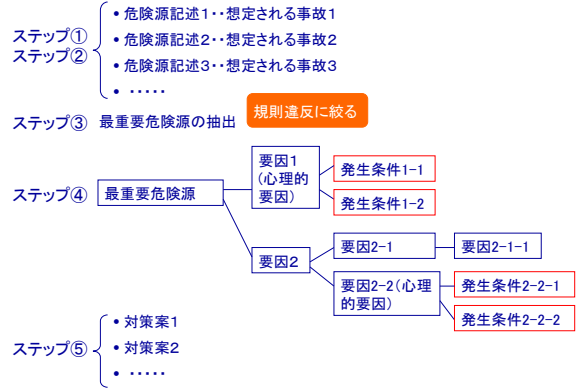 ステップ①
ステップ②
• 危険源記述１‥想定される事故１
• 危険源記述２‥想定される事故２
• 危険源記述３‥想定される事故３
• ‥‥‥
ステップ③
最重要危険源の抽出
規則違反に絞る
ステップ④
最重要危険源
要因１
(心理的
要因)
発生条件1-1
発生条件1-2
要因２
要因2-1
要因2-1-1
要因2-2(心理
的要因)
発生条件2-2-1
発生条件2-2-2
ステップ⑤
• 対策案１
• 対策案２
• ‥‥‥